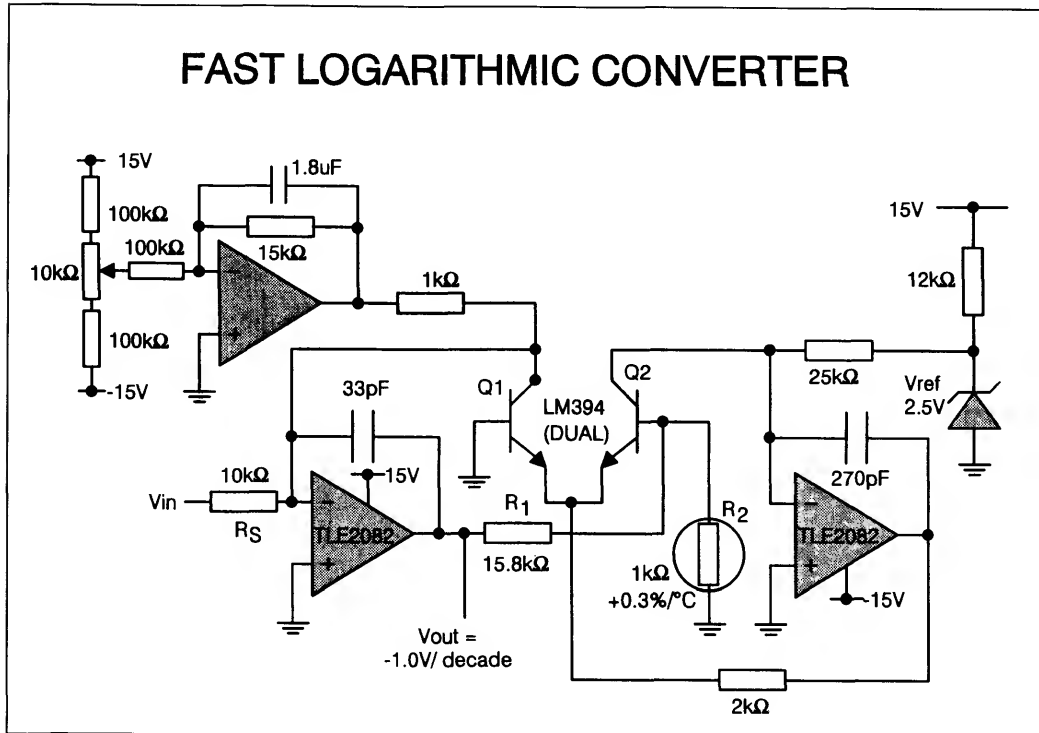 FAST LOGARITHMIC CONVERTER
15V
1.8uF
100kΩ
100kΩ
15kΩ
10kΩ
1kΩ
100kΩ
-15V
15V
12kΩ
25kΩ
Vref
2.5V
Q1
Q2
LM394
(DUAL)
33pF
15V
10kΩ
Vin
RS
TLE2082
R1
15.8kΩ
R2
1kΩ
+0.3%/°C
270pF
TLE2082
-15V
Vout =
-1.0V/ decade
2kΩ